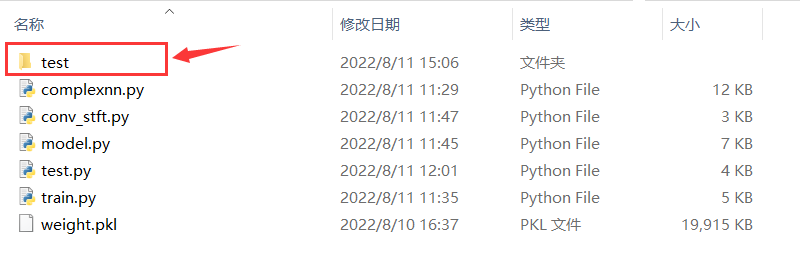 名称 修改日期 类型 大小
test 2022/8/11 15:06 文件夹
complexnn.py 2022/8/11 11:29 Python File 12 KB
conv_stft.py 2022/8/11 11:47 Python File 3 KB
model.py 2022/8/11 11:45 Python File 7 KB
test.py 2022/8/11 12:01 Python File 4 KB
train.py 2022/8/11 11:35 Python File 5 KB
weight.pkl 2022/8/10 16:37 PKL 文件 19,915 KB